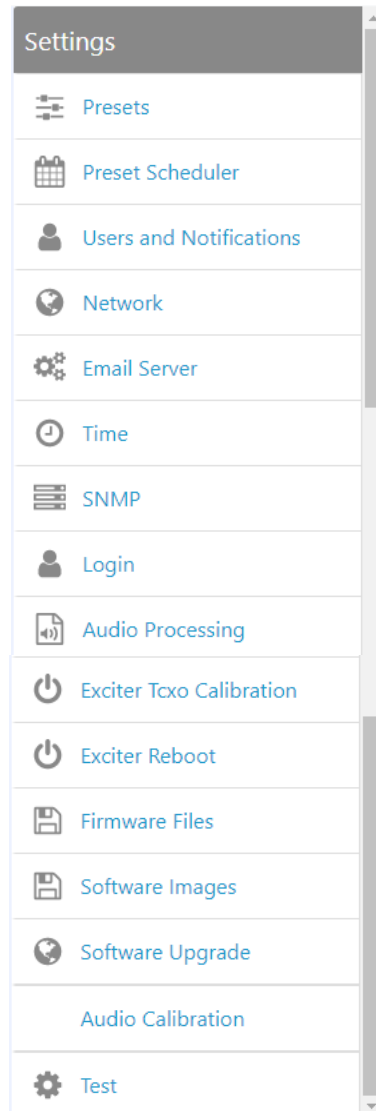 Settings
Presets
Preset Scheduler
Users and Notifications
Network
Email Server
Time
SNMP
Login
Audio Processing
Exciter Tcxo Calibration
Exciter Reboot
Firmware Files
Software Images
Software Upgrade
Audio Calibration
Test